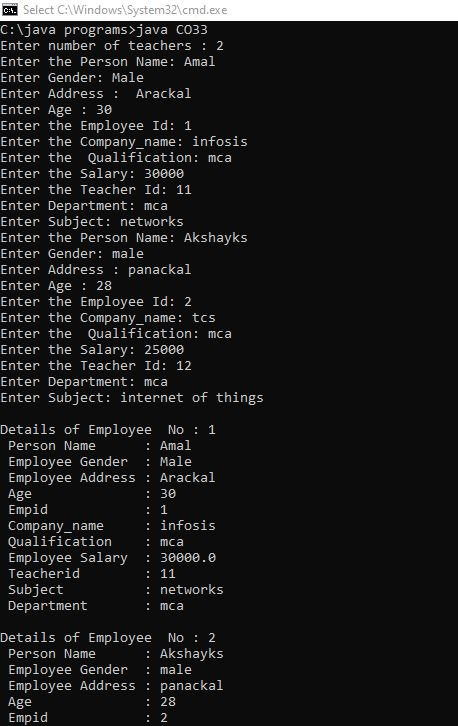 Select C:\Windows\System32\cmd.exe
C:\java programs>java CO33
Enter number of teachers : 2
Enter the Person Name: Amal
Enter Gender: Male
Enter Address :  Arackal
Enter Age : 30
Enter the Employee Id: 1
Enter the Company_name: infosis
Enter the  Qualification: mca
Enter the Salary: 30000
Enter the Teacher Id: 11
Enter Department: mca
Enter Subject: networks
Enter the Person Name: Akshayks
Enter Gender: male
Enter Address : panackal
Enter Age : 28
Enter the Employee Id: 2
Enter the Company_name: tcs
Enter the  Qualification: mca
Enter the Salary: 25000
Enter the Teacher Id: 12
Enter Department: mca
Enter Subject: internet of things
Details of Employee  No : 1
Person Name      : Amal
Employee Gender  : Male
Employee Address : Arackal
Age              : 30
Empid            : 1
Company_name     : infosis
Qualification    : mca
Employee Salary  : 30000.0
Teacherid        : 11
Subject          : networks
Department       : mca
Details of Employee  No : 2
Person Name      : Akshayks
Employee Gender  : male
Employee Address : panackal
Age              : 28
Empid            : 2